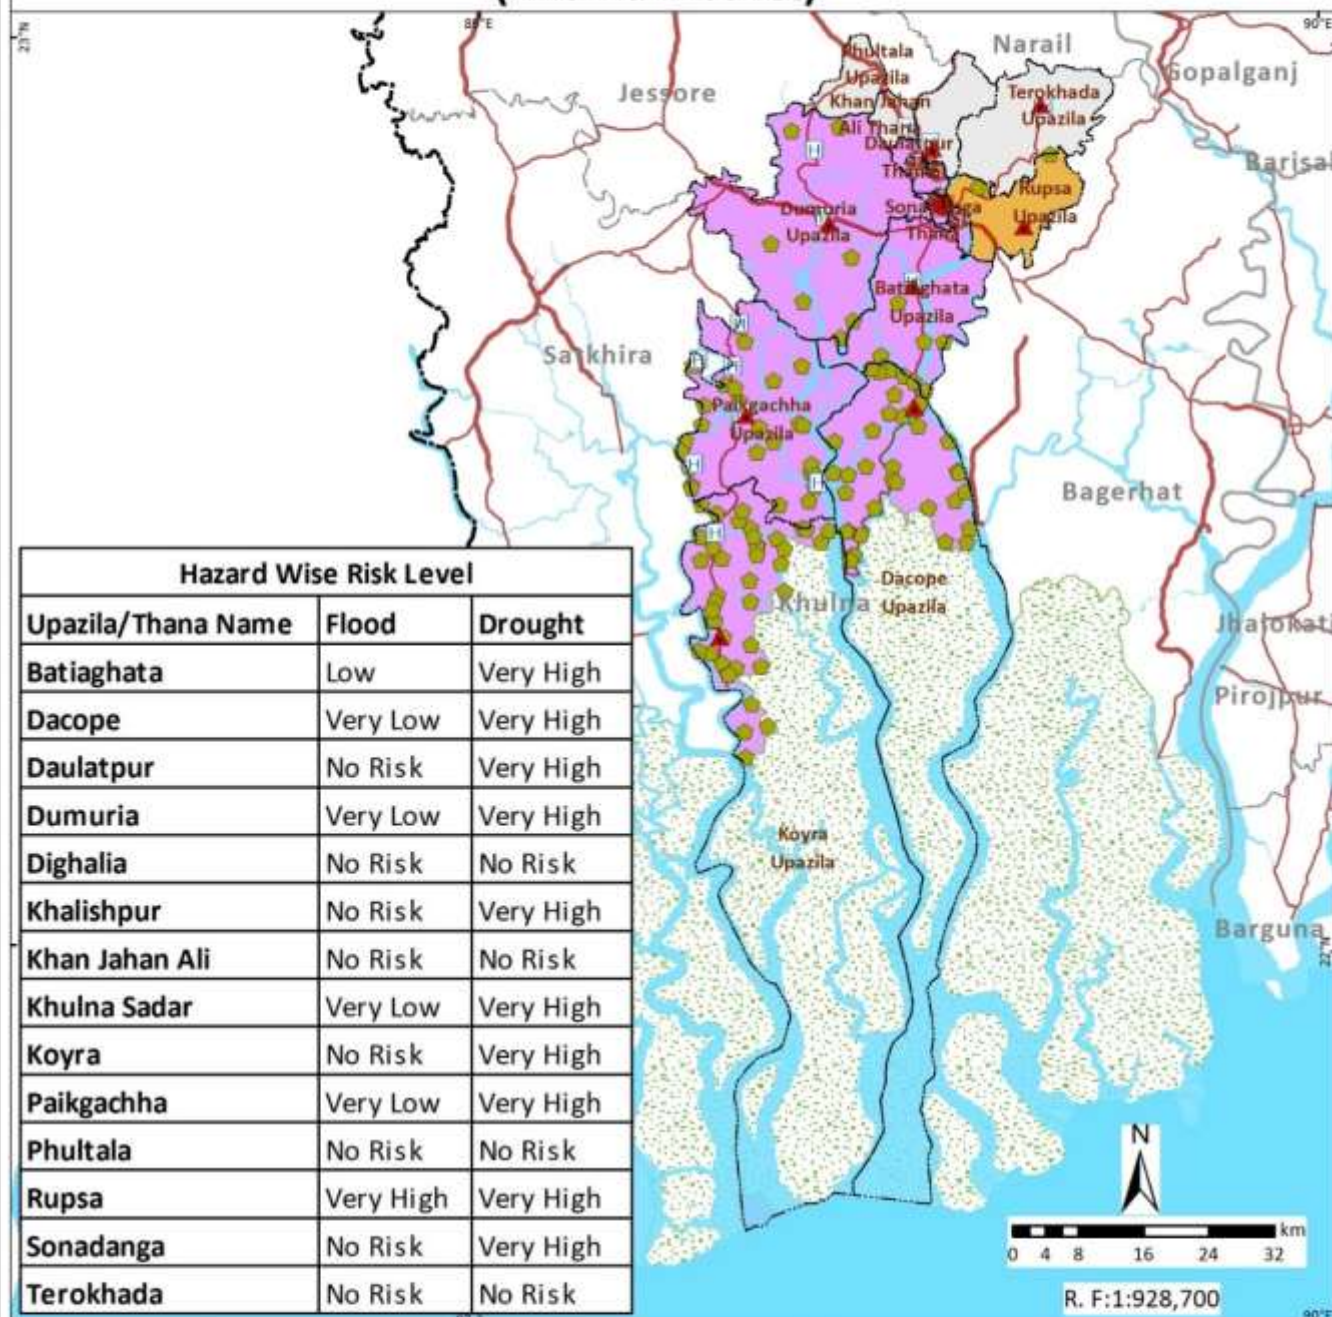 23°N
90°E
Narail
Gopalganj
Jessore
Phultala
Upazila
Khan Jahan
Ali Thana
Daulatpur
Thana
Terokhada
Upazila
Barisal
Rupsa
Upazila
Dumuria
Upazila
Thana
Batiaghata
Upazila
Satkhira
Paikgachha
Upazila
Bagerhat
Khulna
Dacope
Upazila
Pirojpur
Koyra
Upazila
Barguna
22°N
H
H
H
H
H
Hazard Wise Risk Level
Upazila/Thana Name Flood Drought
Batiaghata Low Very High
Dacope Very Low Very High
Daulatpur No Risk Very High
Dumuria Very Low Very High
Dighalia No Risk No Risk
Khalishpur No Risk Very High
Khan Jahan Ali No Risk No Risk
Khulna Sadar Very Low Very High
Koyra No Risk Very High
Paikgachha Very Low Very High
Phultala No Risk No Risk
Rupsa Very High Very High
Sonadanga No Risk Very High
Terokhada No Risk No Risk
N
km
0 4 8 16 24 32
R. F:1:928,700